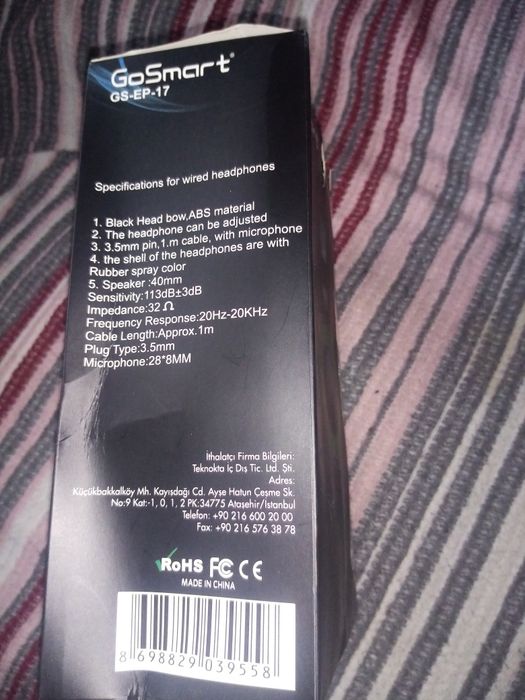 GoSmart®
GS-EP-17
Specifications for wired headphones
1. Black Head bow,ABS material
2. The headphone can be adjusted
3. 3.5mm pin,1.m cable, with microphone
4. the shell of the headphones are with
Rubber spray color
5. Speaker :40mm
Sensitivity:113dB±3dB
Impedance:32Ω
Frequency Response:20Hz-20KHz
Cable Length:Approx.1m
Plug Type:3.5mm
Microphone:28*8MM
İthalatçı Firma Bilgileri:
Teknokta İç Dış Tic. Ltd. Şti.
Adres:
Küçükbakkalköy Mh. Kayışdağı Cd. Ayşe Hatun Çeşme Sk.
No:9 Kat:-1, 0, 1, 2 PK:34775 Ataşehir/İstanbul
Telefon: +90 216 600 20 00
Fax: +90 216 576 38 78
RoHS FC CE
MADE IN CHINA
8 698829 039558